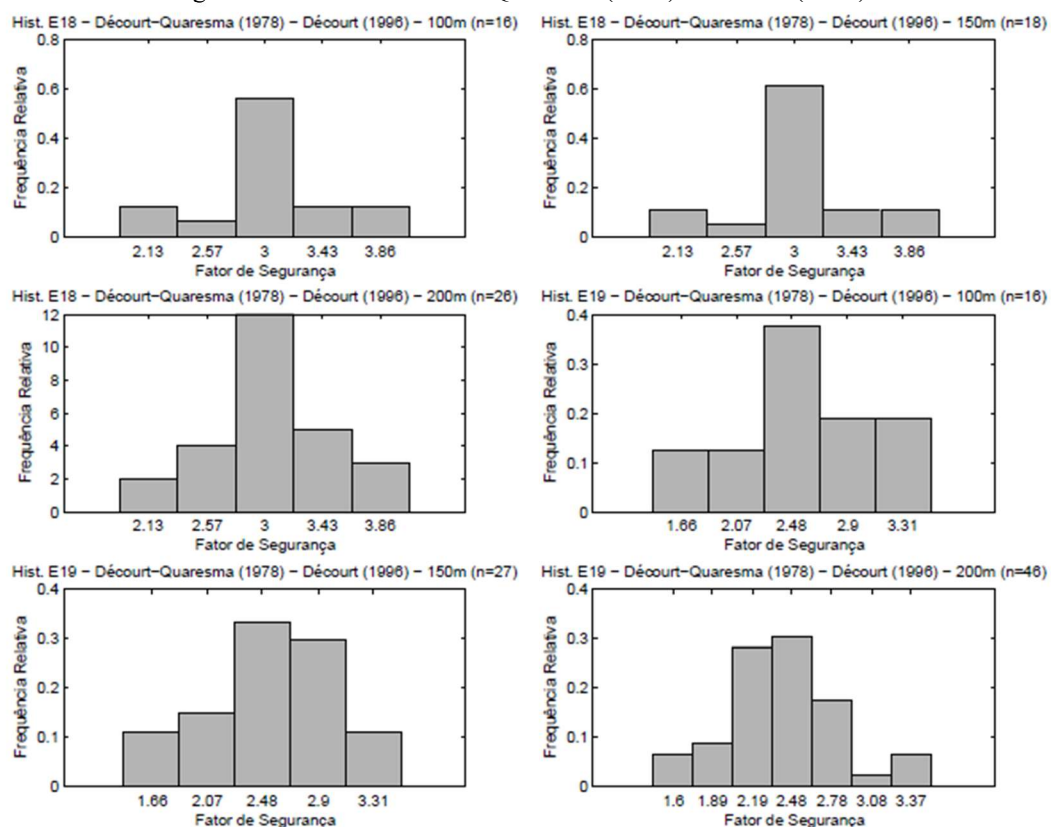 Hist. E18 − Décourt−Quaresma (1978) − Décourt (1996) − 100m (n=16)
0.8
0.6
0.4
0.2
0
Frequência Relativa
2.13 2.57 3 3.43 3.86
Fator de Segurança
Hist. E18 − Décourt−Quaresma (1978) − Décourt (1996) − 150m (n=18)
0.8
0.6
0.4
0.2
0
Frequência Relativa
2.13 2.57 3 3.43 3.86
Fator de Segurança
Hist. E18 − Décourt−Quaresma (1978) − Décourt (1996) − 200m (n=26)
12
10
8
6
4
2
Frequência Relativa
2.13 2.57 3 3.43 3.86
Fator de Segurança
Hist. E19 − Décourt−Quaresma (1978) − Décourt (1996) − 100m (n=16)
0.4
0.3
0.2
0.1
0
Frequência Relativa
1.66 2.07 2.48 2.9 3.31
Fator de Segurança
Hist. E19 − Décourt−Quaresma (1978) − Décourt (1996) − 150m (n=27)
0.4
0.3
0.2
0.1
0
Frequência Relativa
1.66 2.07 2.48 2.9 3.31
Fator de Segurança
Hist. E19 − Décourt−Quaresma (1978) − Décourt (1996) − 200m (n=46)
0.4
0.3
0.2
0.1
0
Frequência Relativa
1.6 1.89 2.19 2.48 2.78 3.08 3.37
Fator de Segurança